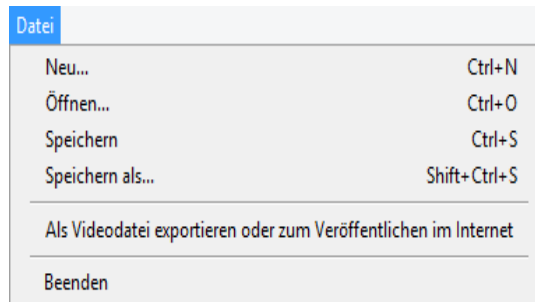 Datei
Neu... Ctrl+N
Öffnen... Ctrl+O
Speichern Ctrl+S
Speichern als... Shift+Ctrl+S
Als Videodatei exportieren oder zum Veröffentlichen im Internet
Beenden